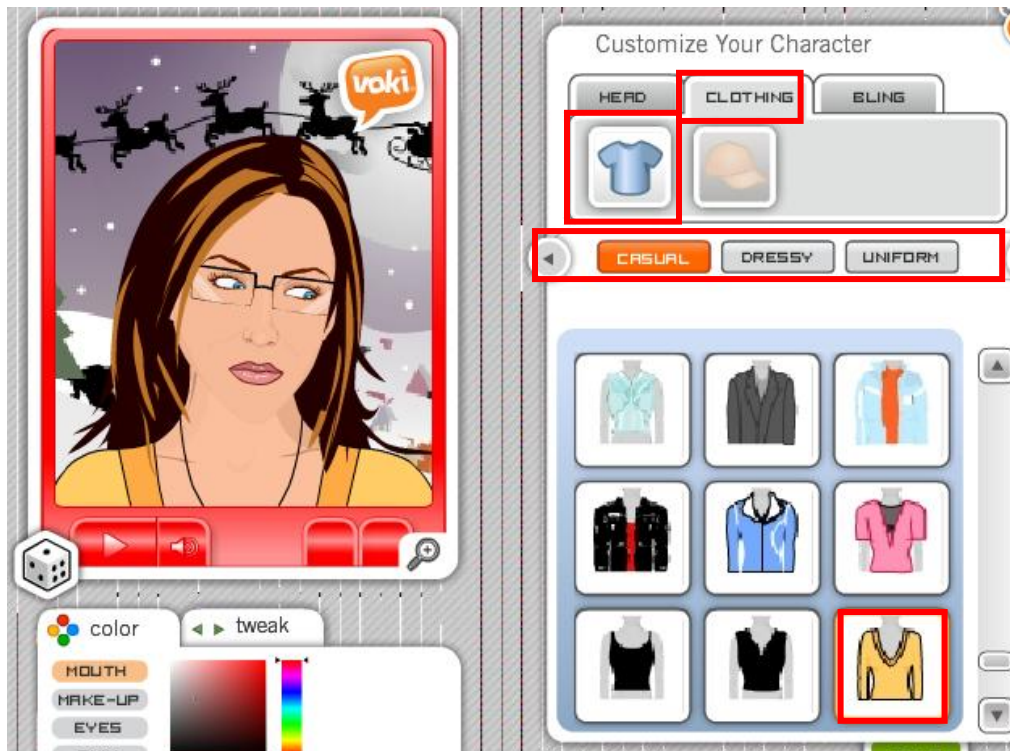 voki
Customize Your Character
HEAD CLOTHING BLING
CASUAL DRESSY UNIFORM
color tweak
MOUTH
MAKE-UP
EYES